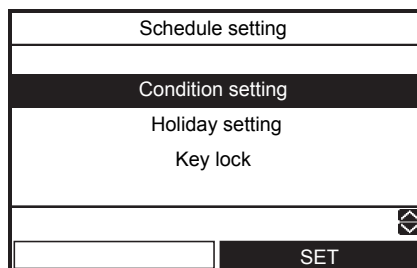 Schedule setting
Condition setting
Holiday setting
Key lock
SET